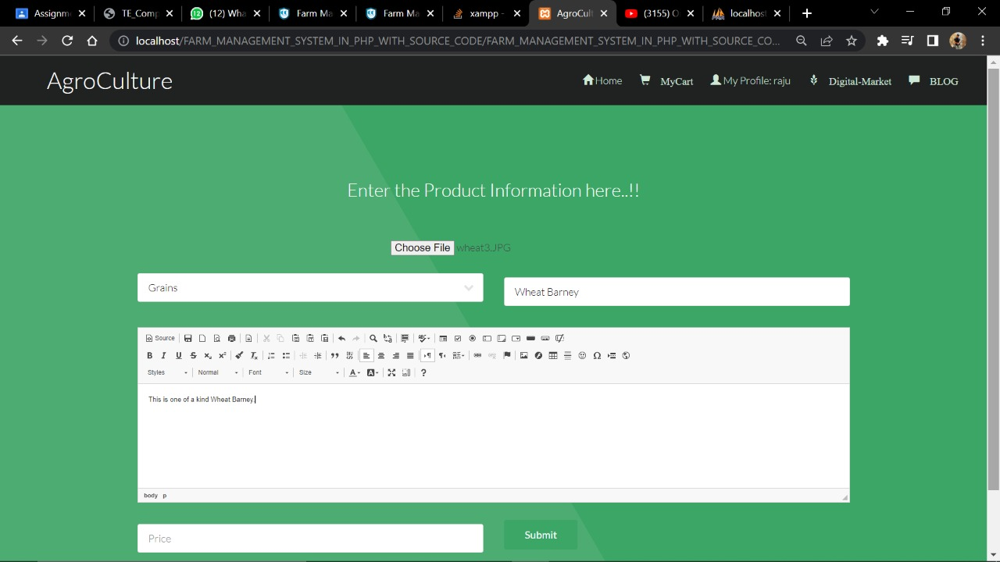 Assignm
TE_Comp
(12) Wha
Farm Ma
Farm Ma
xampp -
AgroCult
(3155) O
localhost
localhost/FARM_MANAGEMENT_SYSTEM_IN_PHP_WITH_SOURCE_CODE/FARM_MANAGEMENT_SYSTEM_IN_PHP_WITH_SOURCE_CO...
AgroCulture
Home
MyCart
My Profile: raju
Digital-Market
BLOG
Enter the Product Information here..!!
Choose File wheat3.JPG
Grains
Wheat Barney
Source
Styles
Normal
Font
Size
This is one of a kind Wheat Barney.
body p
Price
Submit